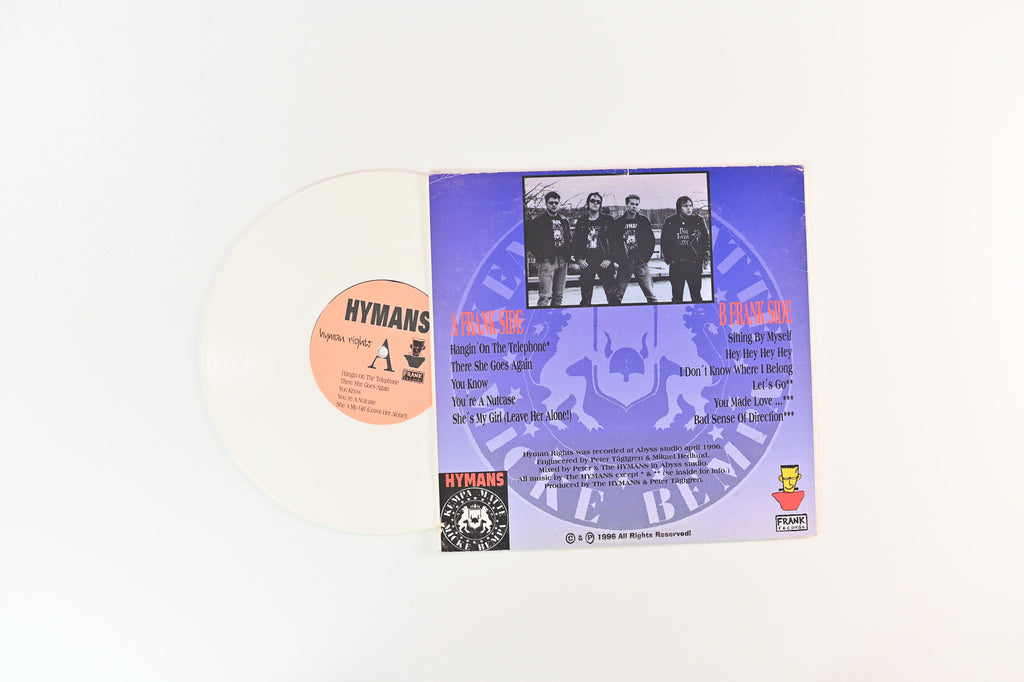 HYMANS
hyman rights
A
FRANK
records
Hangin On The Telephone
There She Goes Again
You Know
You´re A Nutcase
She´s My Girl (Leave Her Alone!)
A FRANK SIDE
Hangin´On The Telephone*
There She Goes Again
You Know
You´re A Nutcase
She´s My Girl (Leave Her Alone!)
B FRANK SIDE
Sitting By Myself
Hey Hey Hey Hey
I Don´t Know Where I Belong
Let´s Go**
You Made Love ...***
Bad Sense Of Direction***
Hyman Rights was recorded at Abyss studio april 1996.
Engineered by Peter Tägtgren & Mikael Hedlund.
Mixed by Peter & The HYMANS in Abyss studio.
All music by The HYMANS except * & ** (se inside for info.)
Produced by The HYMANS & Peter Tägtgren.
HYMANS
KEMPA MATTE
MICKE BEMPA
FRANK
records
© & ℗ 1996 All Rights Reserved!